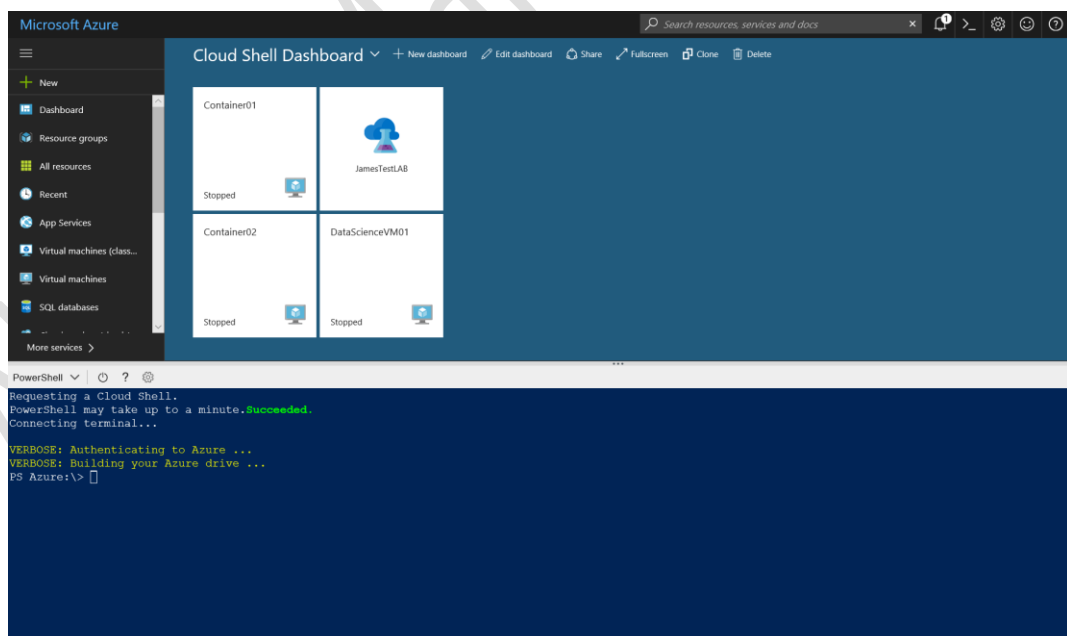 Microsoft Azure
Search resources, services and docs
1
Cloud Shell Dashboard
New dashboard
Edit dashboard
Share
Fullscreen
Clone
Delete
New
Dashboard
Resource groups
All resources
Recent
App Services
Virtual machines (class...
Virtual machines
SQL databases
More services
Container01
Stopped
JamesTestLAB
Container02
Stopped
DataScienceVM01
Stopped
PowerShell
Requesting a Cloud Shell.
PowerShell may take up to a minute.Succeeded.
Connecting terminal...
VERBOSE: Authenticating to Azure ...
VERBOSE: Building your Azure drive ...
PS Azure:\>